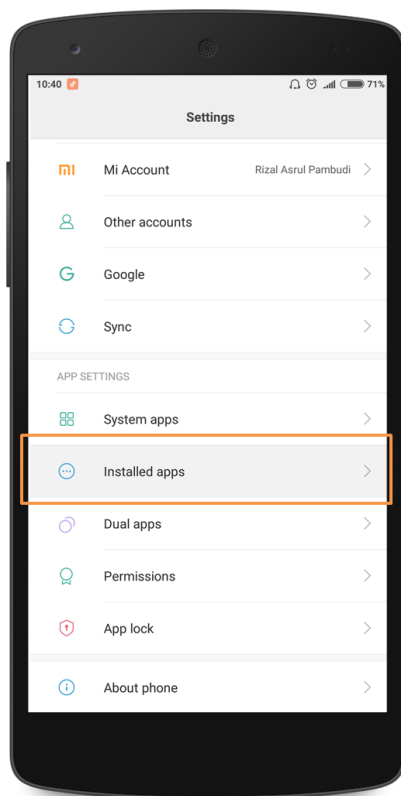 10:40 71%
Settings
Mi Account Rizal Asrul Pambudi
Other accounts
Google
Sync
APP SETTINGS
System apps
Installed apps
Dual apps
Permissions
App lock
About phone